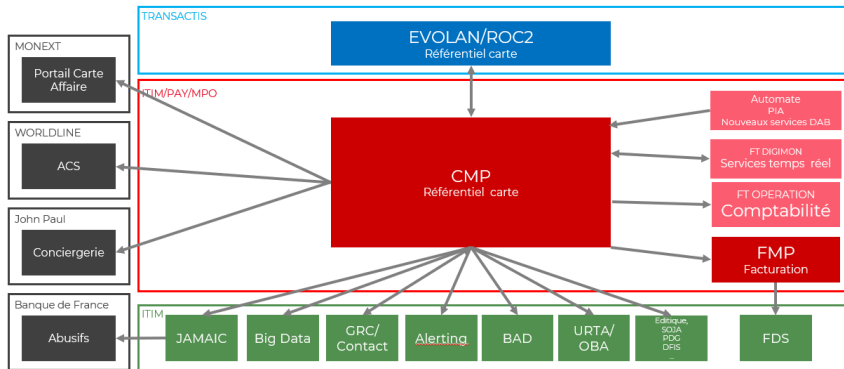 TRANSACTIS
EVOLAN/ROC2
Référentiel carte
MONEXT
Portail Carte
Affaire
ITIM/PAY/MPO
Automate
PIA
Nouveaux services DAB
WORLDLINE
ACS
CMP
Référentiel carte
FT DIGIMON
Services temps réel
FT OPERATION
Comptabilité
John Paul
Conciergerie
FMP
Facturation
Banque de France
Abusifs
ITIM
JAMAIC
Big Data
GRC/
Contact
Alerting
BAD
URTA/
OBA
Editique,
SOJA
PDG
DFIS
...
FDS